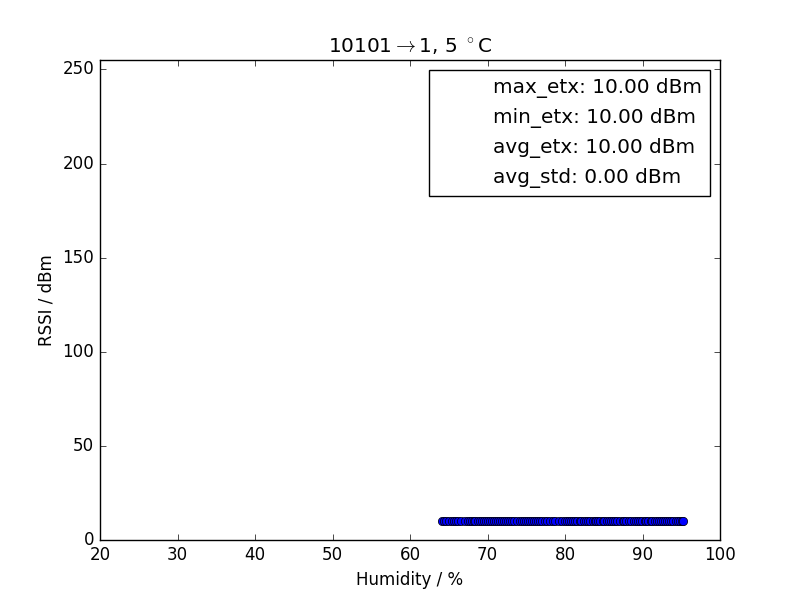 10101→1, 5 °C
max_etx: 10.00 dBm
min_etx: 10.00 dBm
avg_etx: 10.00 dBm
avg_std: 0.00 dBm
RSSI / dBm
250
200
150
100
50
0
20 30 40 50 60 70 80 90 100
Humidity / %